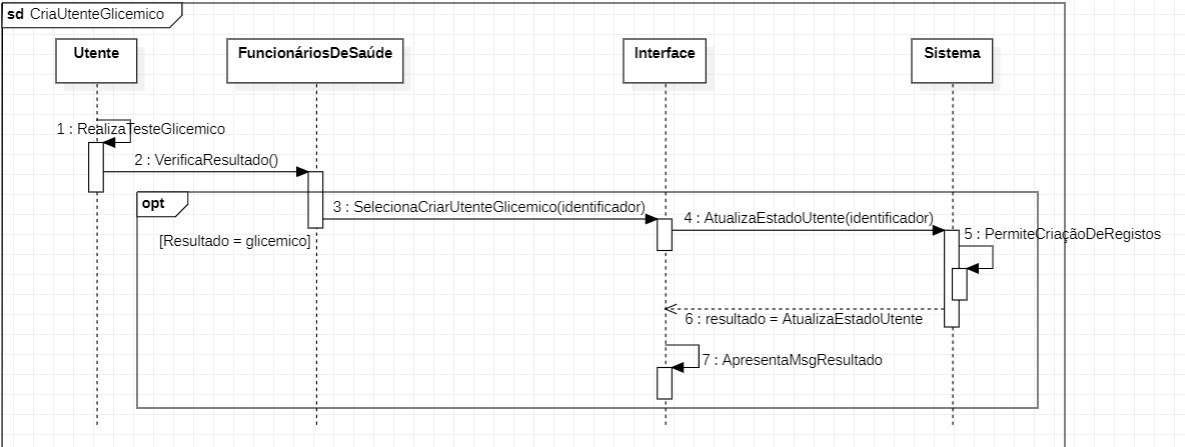 sd CriaUtenteGlicemico
Utente
FuncionáriosDeSaúde
Interface
Sistema
1 : RealizaTesteGlicemico
2 : VerificaResultado()
opt
3 : SelecionaCriarUtenteGlicemico(identificador)
4 : AtualizaEstadoUtente(identificador)
5 : PermiteCriaçãoDeRegistos
[Resultado = glicemico]
6 : resultado = AtualizaEstadoUtente
7 : ApresentaMsgResultado